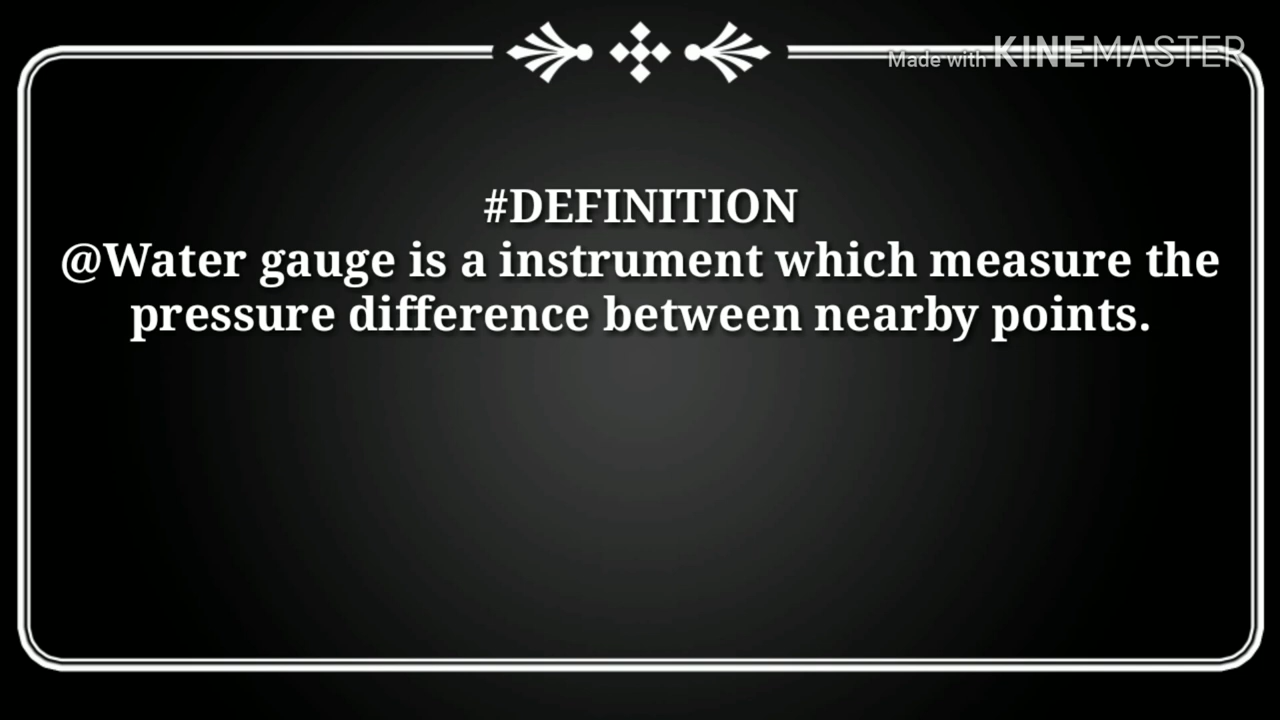 Made with KINEMASTER
#DEFINITION
@Water gauge is a instrument which measure the
pressure difference between nearby points.